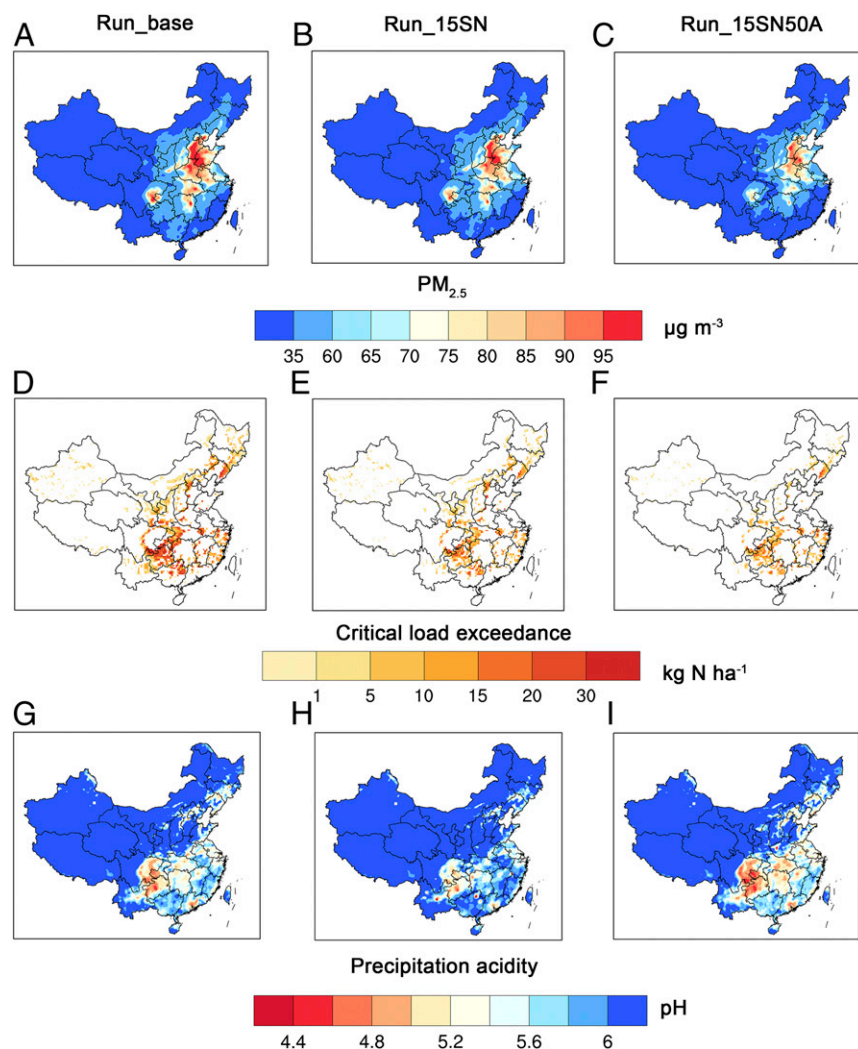 Run_base
Run_15SN
Run_15SN50A
A
B
C
PM2.5
µg m-3
35 60 65 70 75 80 85 90 95
D
E
F
Critical load exceedance
kg N ha-1
1 5 10 15 20 30
G
H
I
Precipitation acidity
pH
4.4 4.8 5.2 5.6 6